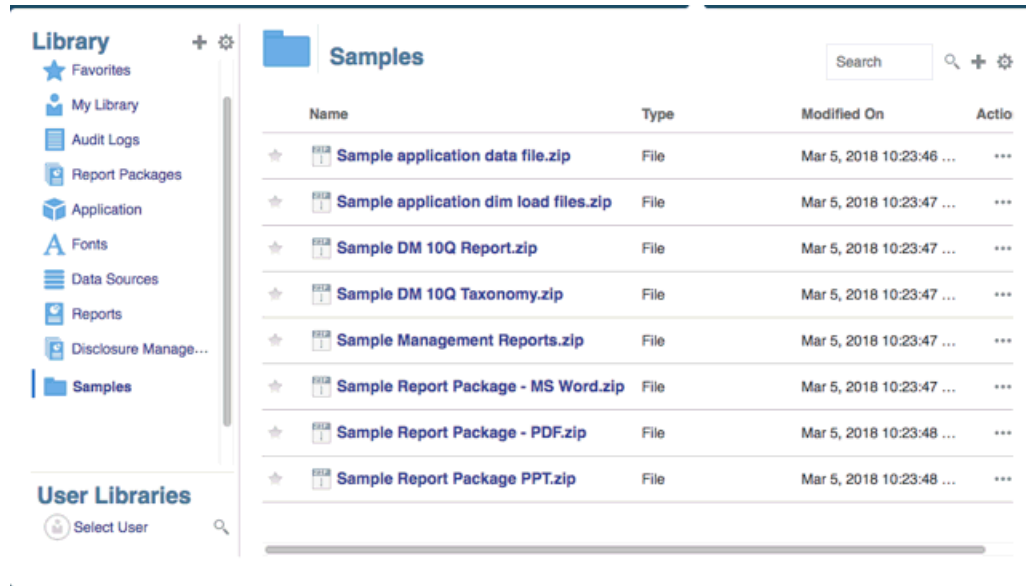 Library
Favorites
My Library
Audit Logs
Report Packages
Application
Fonts
Data Sources
Reports
Disclosure Manage...
Samples
User Libraries
Select User
Samples
Search
Name Type Modified On Actio
Sample application data file.zip File Mar 5, 2018 10:23:46 ...
Sample application dim load files.zip File Mar 5, 2018 10:23:47 ...
Sample DM 10Q Report.zip File Mar 5, 2018 10:23:47 ...
Sample DM 10Q Taxonomy.zip File Mar 5, 2018 10:23:47 ...
Sample Management Reports.zip File Mar 5, 2018 10:23:47 ...
Sample Report Package - MS Word.zip File Mar 5, 2018 10:23:47 ...
Sample Report Package - PDF.zip File Mar 5, 2018 10:23:48 ...
Sample Report Package PPT.zip File Mar 5, 2018 10:23:48 ...